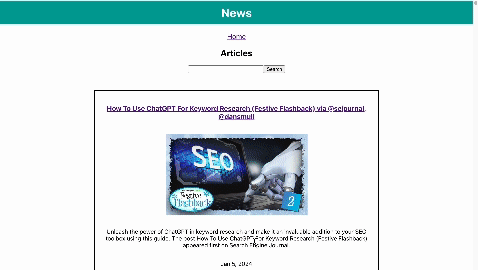 News
Home
Articles
Search
How To Use ChatGPT For Keyword Research (Festive Flashback) via @sejournal,
@dansmull
SEO
Festive
Flashback
2
Unleash the power of ChatGPT in keyword research and make it an invaluable addition to your SEO
toolbox using this guide. The post How To Use ChatGPT For Keyword Research (Festive Flashback)
appeared first on Search Engine Journal.
Jan 5, 2024